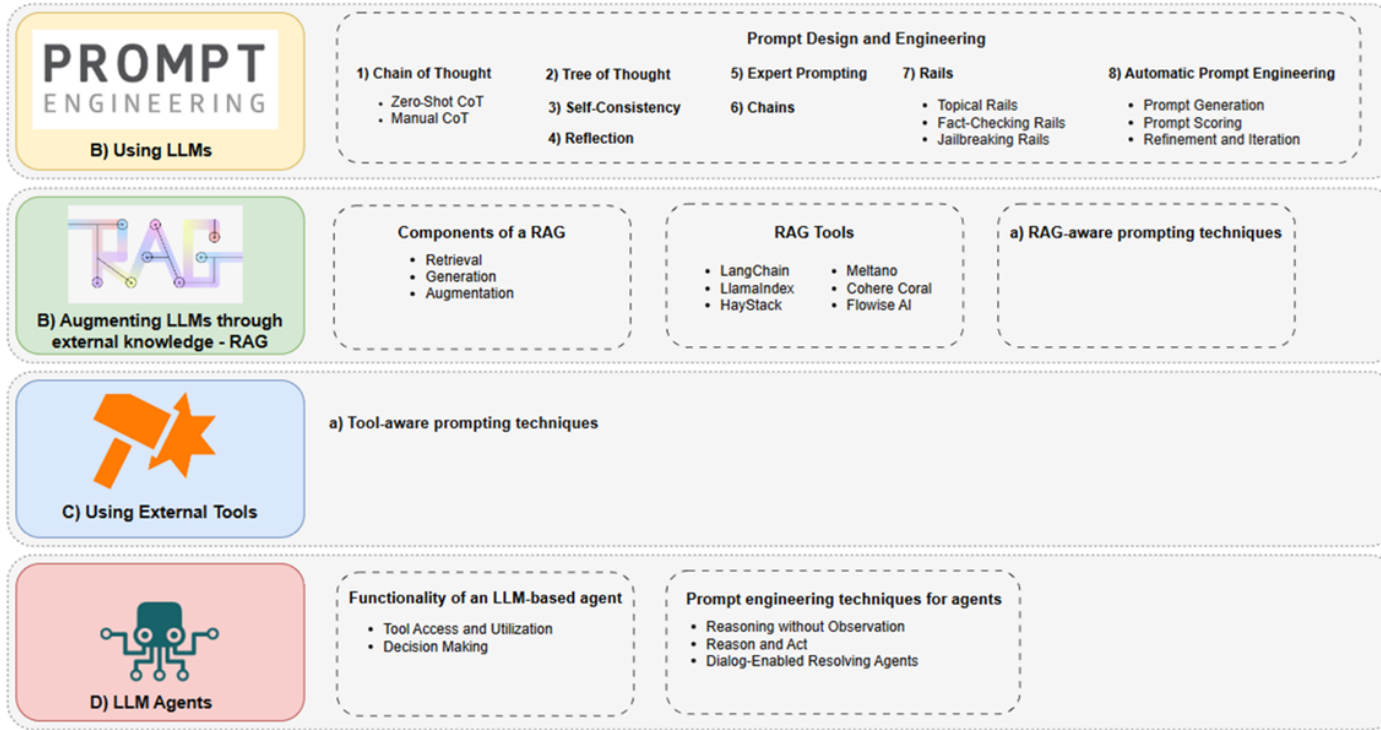 PROMPT
ENGINEERING
B) Using LLMs
Prompt Design and Engineering
1) Chain of Thought
• Zero-Shot CoT
• Manual CoT
2) Tree of Thought
3) Self-Consistency
4) Reflection
5) Expert Prompting
6) Chains
7) Rails
• Topical Rails
• Fact-Checking Rails
• Jailbreaking Rails
8) Automatic Prompt Engineering
• Prompt Generation
• Prompt Scoring
• Refinement and Iteration
RAG
B) Augmenting LLMs through
external knowledge - RAG
Components of a RAG
• Retrieval
• Generation
• Augmentation
RAG Tools
• LangChain
• LlamaIndex
• HayStack
• Meltano
• Cohere Coral
• Flowise AI
a) RAG-aware prompting techniques
C) Using External Tools
a) Tool-aware prompting techniques
D) LLM Agents
Functionality of an LLM-based agent
• Tool Access and Utilization
• Decision Making
Prompt engineering techniques for agents
• Reasoning without Observation
• Reason and Act
• Dialog-Enabled Resolving Agents